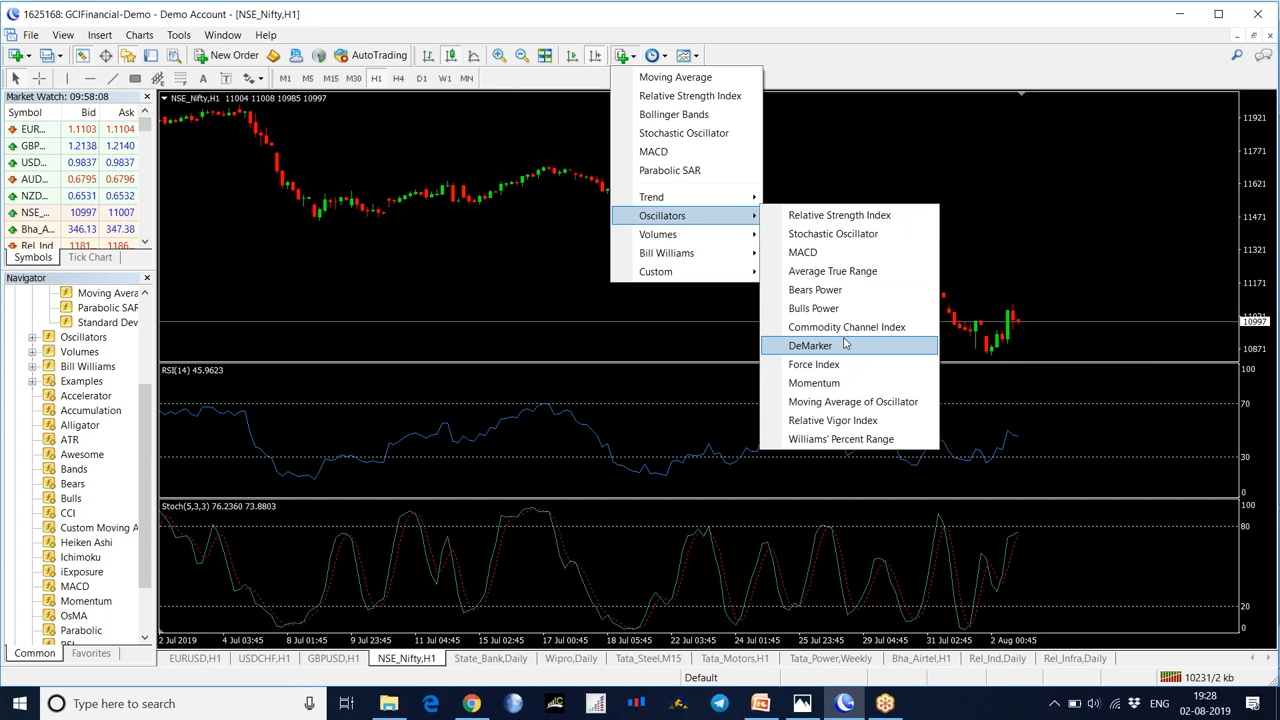 1625168: GCIFinancial-Demo - Demo Account - [NSE_Nifty,H1]
File View Insert Charts Tools Window Help
New Order AutoTrading
M1 M5 M15 M30 H1 H4 D1 W1 MN
Market Watch: 09:58:08
Symbol Bid Ask
EUR... 1.1103 1.1104
GBP... 1.2138 1.2140
USD... 0.9837 0.9837
AUD... 0.6795 0.6796
NZD... 0.6531 0.6532
NSE_... 10997 11007
Bha_A... 346.13 347.38
Rel_Ind 1181... 1186...
Symbols Tick Chart
Navigator
Moving Avera
Parabolic SAR
Standard Dev
Oscillators
Volumes
Bill Williams
Examples
Accelerator
Accumulation
Alligator
ATR
Awesome
Bands
Bears
Bulls
CCI
Custom Moving A
Heiken Ashi
Ichimoku
iExposure
MACD
Momentum
OsMA
Parabolic
Common Favorites
NSE_Nifty,H1 11004 11008 10985 10997
Moving Average
Relative Strength Index
Bollinger Bands
Stochastic Oscillator
MACD
Parabolic SAR
Trend
Oscillators
Volumes
Bill Williams
Custom
Relative Strength Index
Stochastic Oscillator
MACD
Average True Range
Bears Power
Bulls Power
Commodity Channel Index
DeMarker
Force Index
Momentum
Moving Average of Oscillator
Relative Vigor Index
Williams' Percent Range
11921
11771
11621
11471
11321
11171
10997
10871
RSI(14) 45.9623
100
70
30
0
Stoch(5,3,3) 76.2360 73.8803
100
80
20
0
2 Jul 2019 4 Jul 03:45 8 Jul 01:45 9 Jul 23:45 11 Jul 04:45 15 Jul 02:45 17 Jul 00:45 18 Jul 05:45 22 Jul 03:45 24 Jul 01:45 25 Jul 23:45 29 Jul 04:45 31 Jul 02:45 2 Aug 00:45
EURUSD,H1 USDCHF,H1 GBPUSD,H1 NSE_Nifty,H1 State_Bank,Daily Wipro,Daily Tata_Steel,M15 Tata_Motors,H1 Tata_Power,Weekly Bha_Airtel,H1 Rel_Ind,Daily Rel_Infra,Daily
Default 10231/2 kb
Type here to search
ENG
19:28
02-08-2019